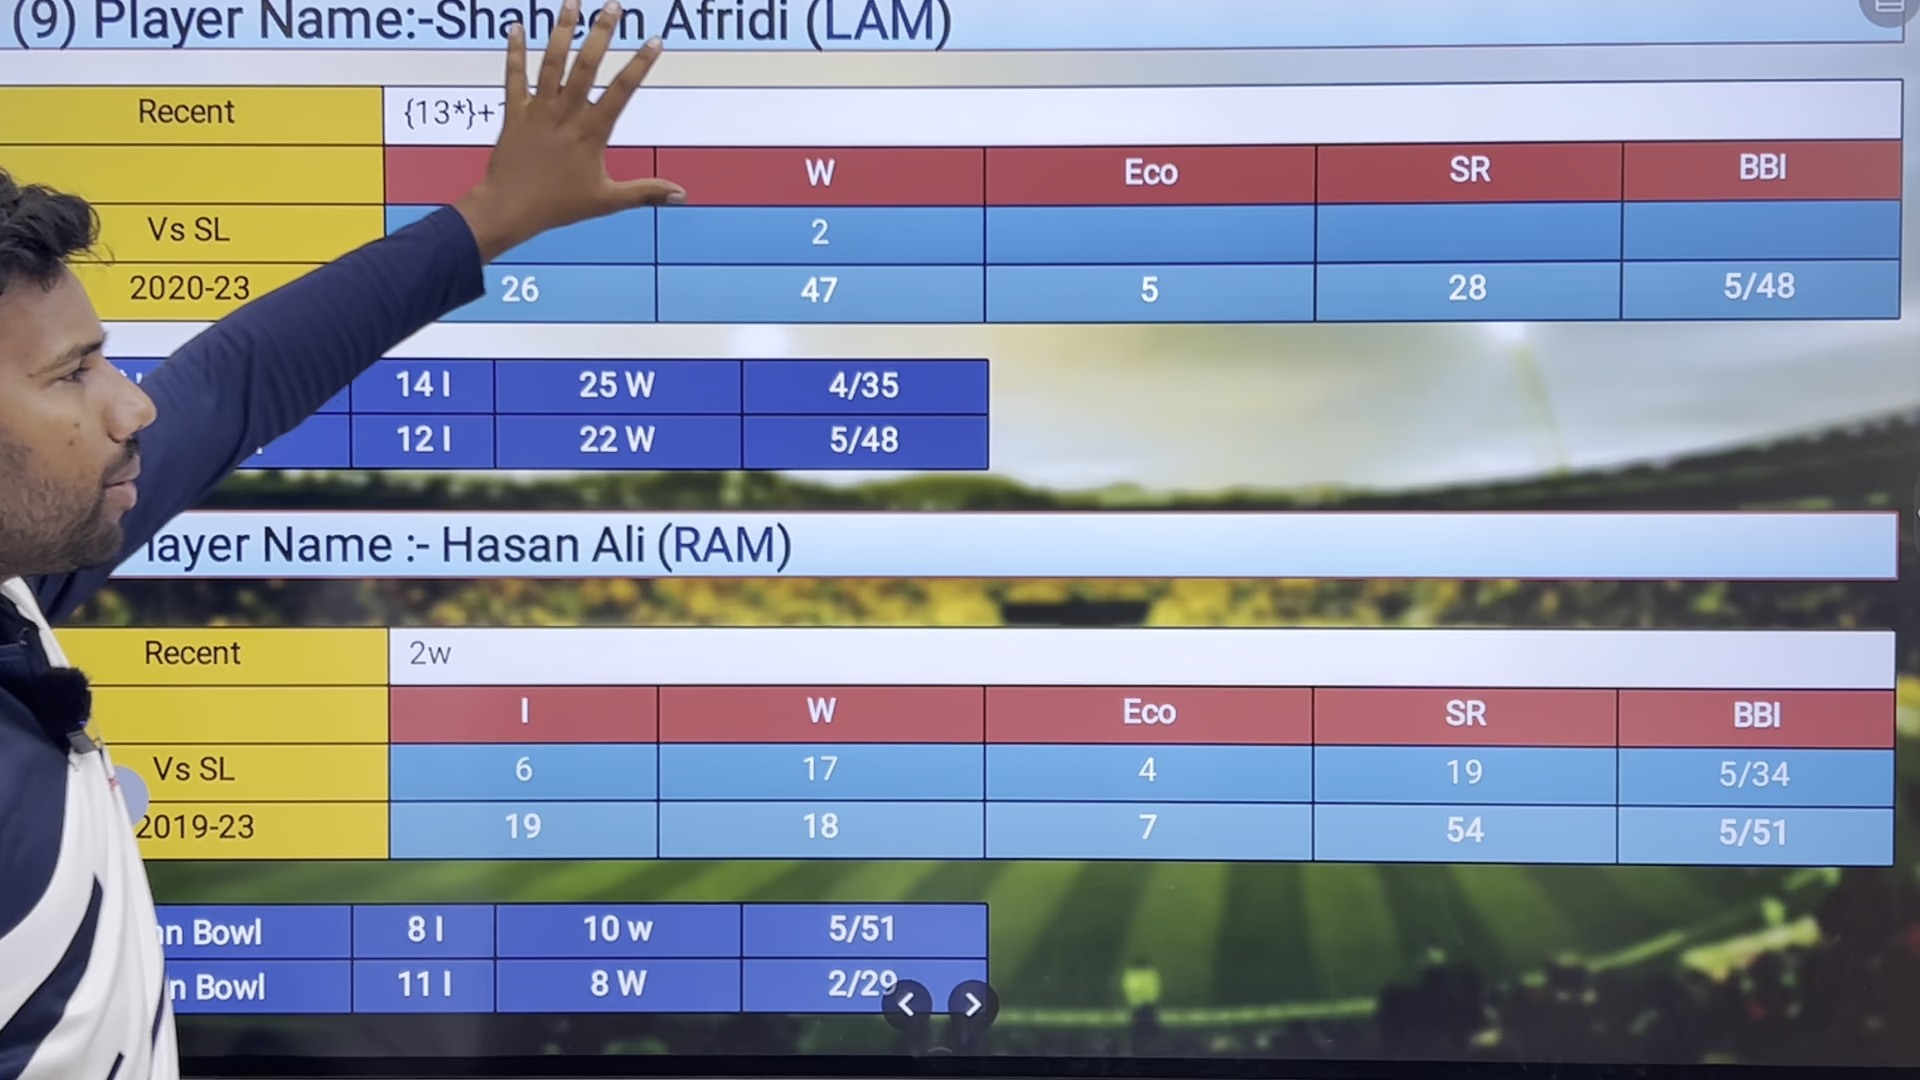 (9) Player Name:-Shaheen Afridi (LAM)
Recent {13*}+
W Eco SR BBI
Vs SL 2
2020-23 26 47 5 28 5/48
14 I 25 W 4/35
12 I 22 W 5/48
layer Name :- Hasan Ali (RAM)
Recent 2w
I W Eco SR BBI
Vs SL 6 17 4 19 5/34
2019-23 19 18 7 54 5/51
n Bowl 8 I 10 w 5/51
n Bowl 11 I 8 W 2/29